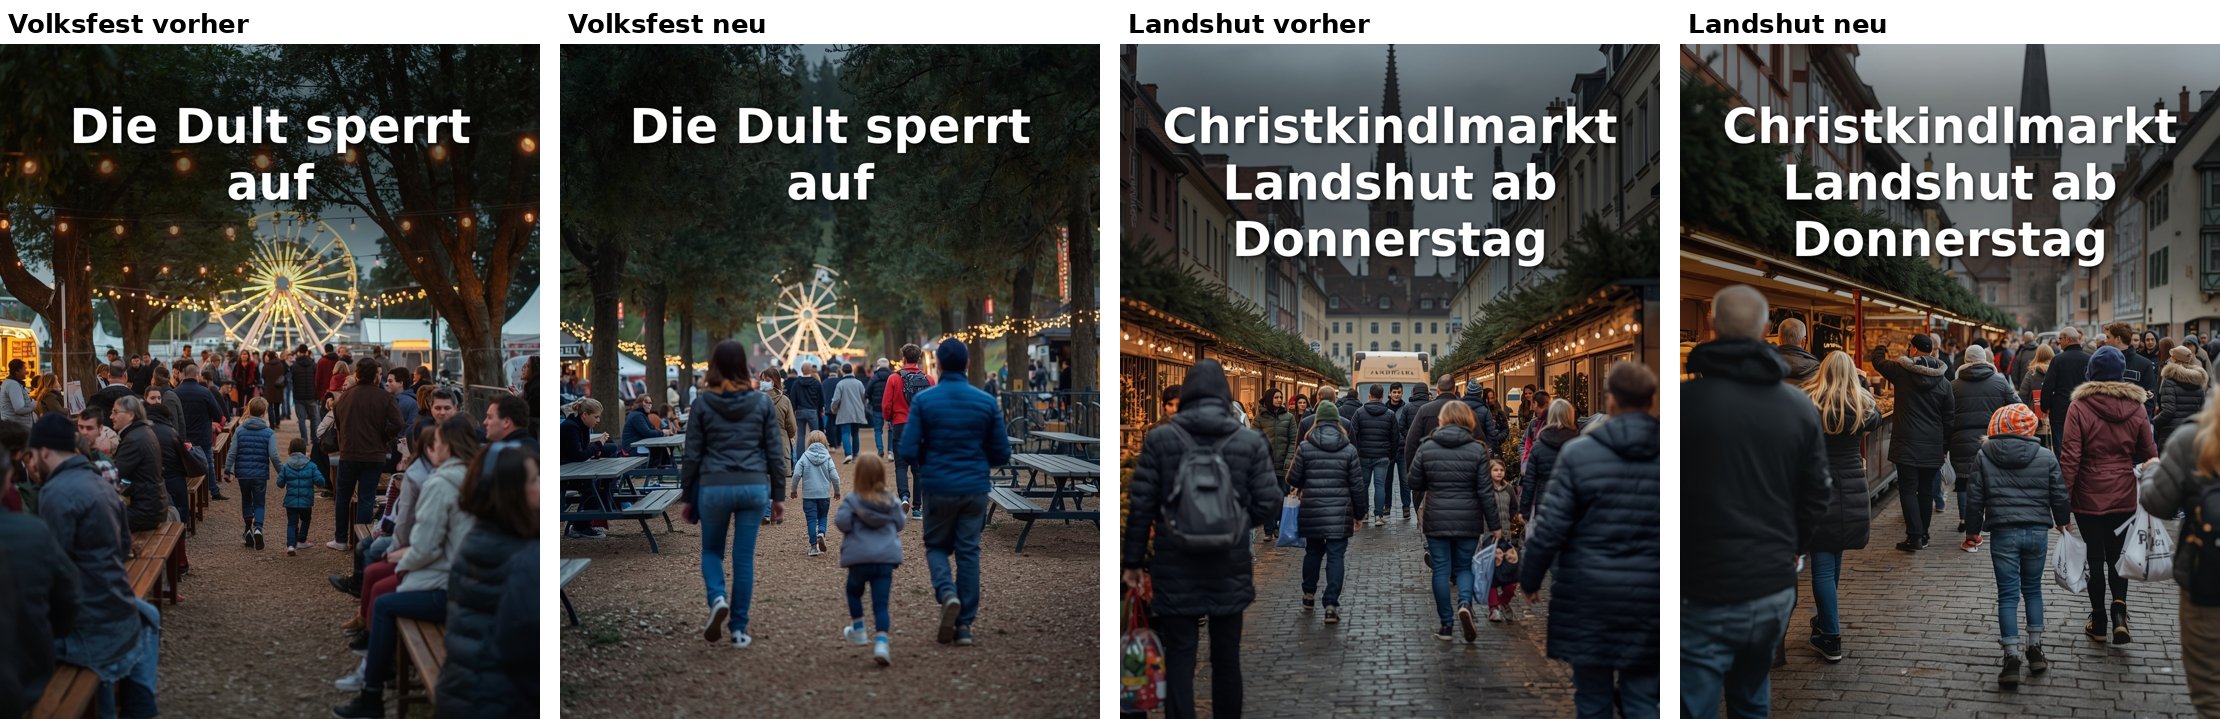 Volksfest vorher
Die Dult sperrt
auf
Volksfest neu
Die Dult sperrt
auf
Landshut vorher
Christkindlmarkt
Landshut ab
Donnerstag
Landshut neu
Christkindlmarkt
Landshut ab
Donnerstag